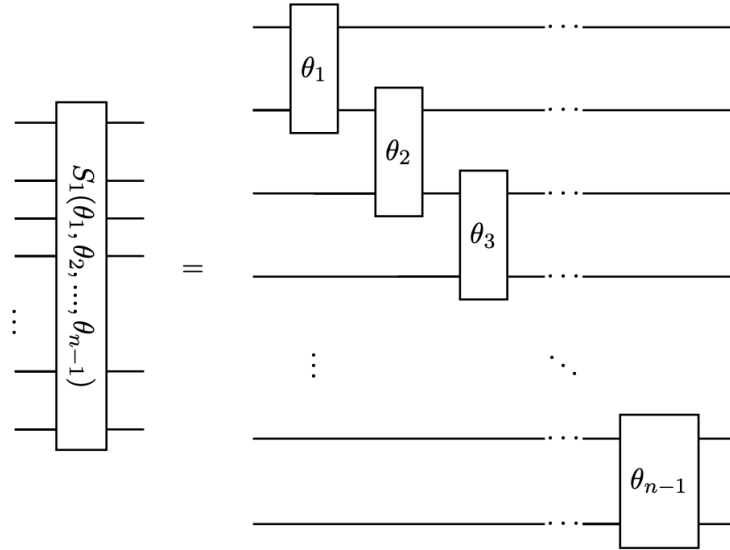 S₁(θ₁, θ₂, ..., θₙ₋₁)
⋮
=
θ₁
⋯
θ₂
⋯
θ₃
⋯
⋯
⋮
⋱
⋯
θₙ₋₁
⋯